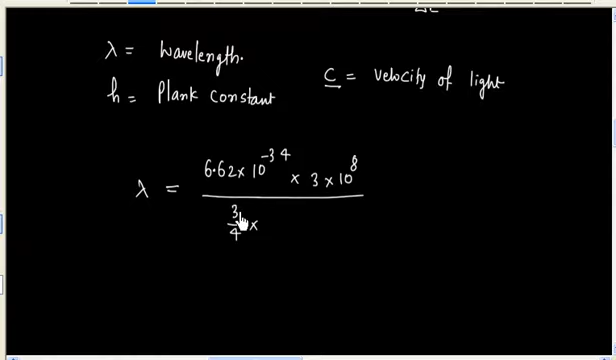 λ = Wavelength.
h = Plank Constant
C = Velocity of light
λ = 6.62 x 10^-34 x 3 x 10^8
3/4 x